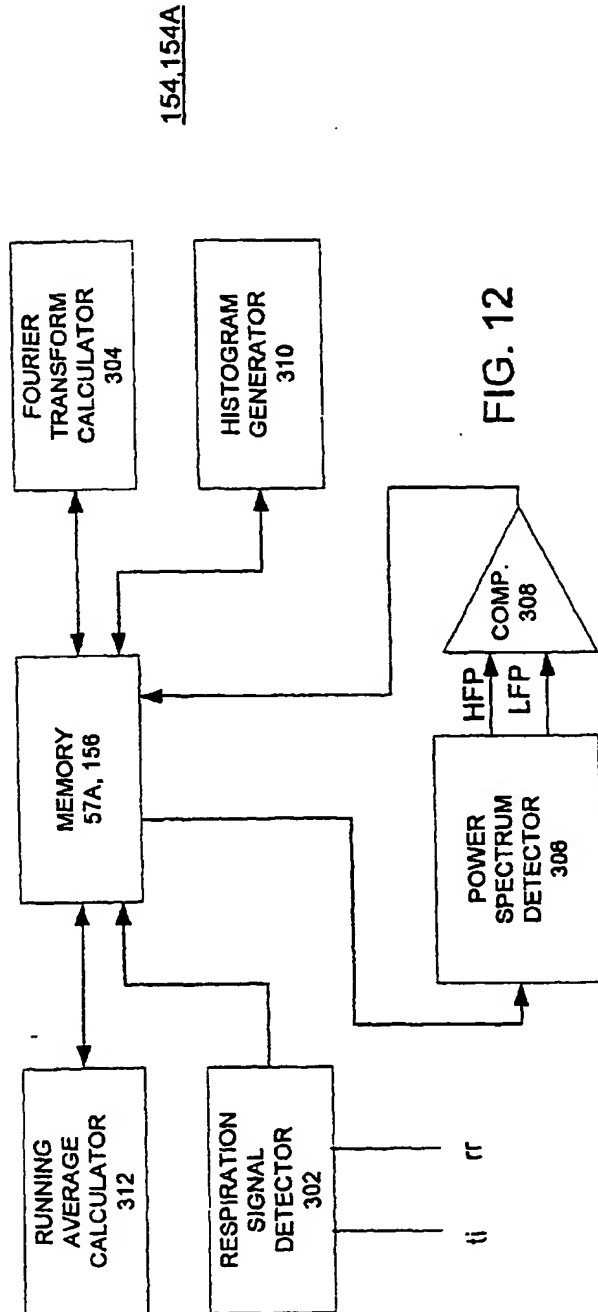 154,154A
RUNNING
AVERAGE
CALCULATOR
312
MEMORY
57A, 156
FOURIER
TRANSFORM
CALCULATOR
304
RESPIRATION
SIGNAL
DETECTOR
302
HISTOGRAM
GENERATOR
310
ti
rr
POWER
SPECTRUM
DETECTOR
306
HFP
LFP
COMP.
308
FIG. 12